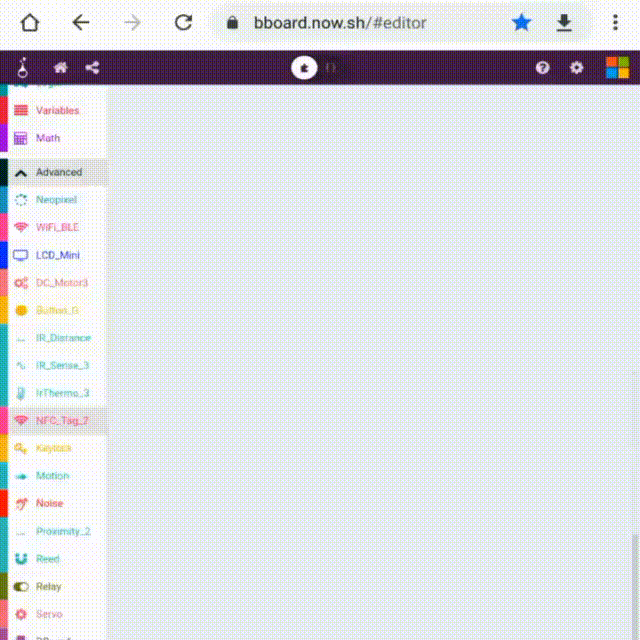 bboard.now.sh/#editor
Variables
Math
Advanced
Neopixel
WiFi_BLE
LCD_Mini
DC_Motor3
Button_G
IR_Distance
IR_Sense_3
IrThermo_3
NFC_Tag_2
Keylock
Motion
Noise
Proximity_2
Reed
Relay
Servo